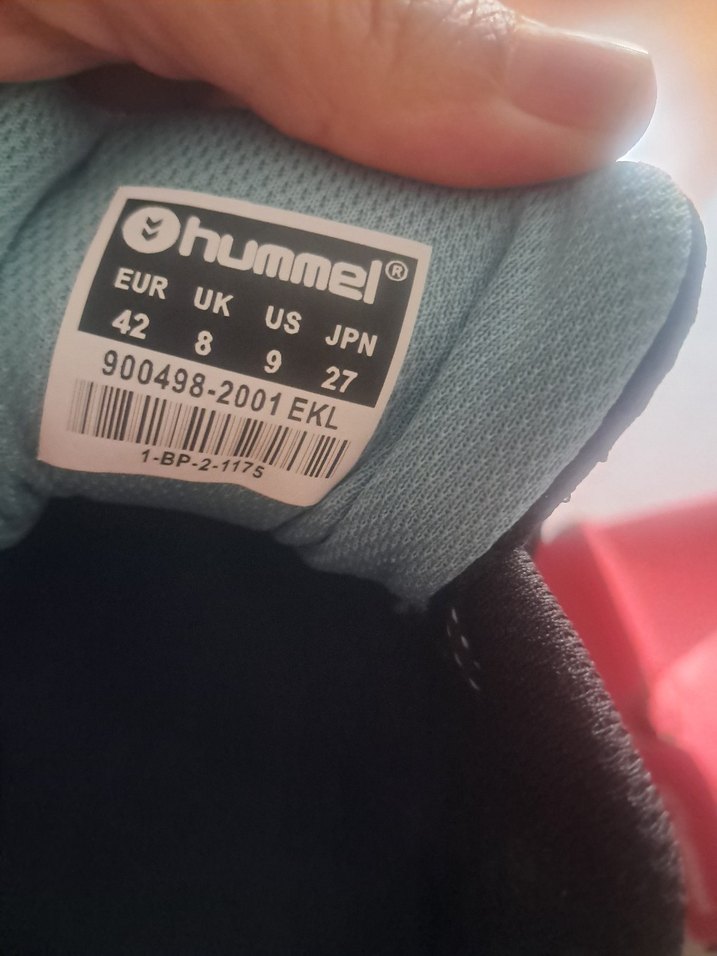 hummel®
EUR UK US JPN
42 8 9 27
900498-2001 EKL
1-BP-2-1175